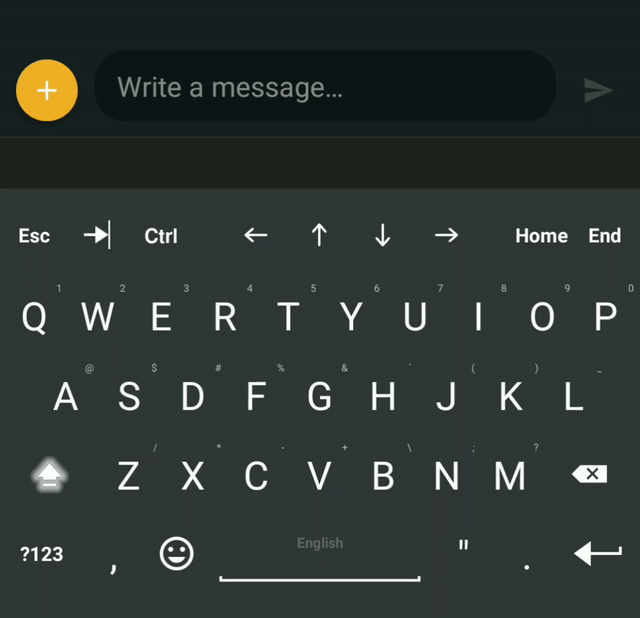 Write a message...
Esc Ctrl ← ↑ ↓ → Home End
1 2 3 4 5 6 7 8 9 0
Q W E R T Y U I O P
@ $ # % & ` ( ) _
A S D F G H J K L
/ * - + \ ; ?
Z X C V B N M
?123 , English " .